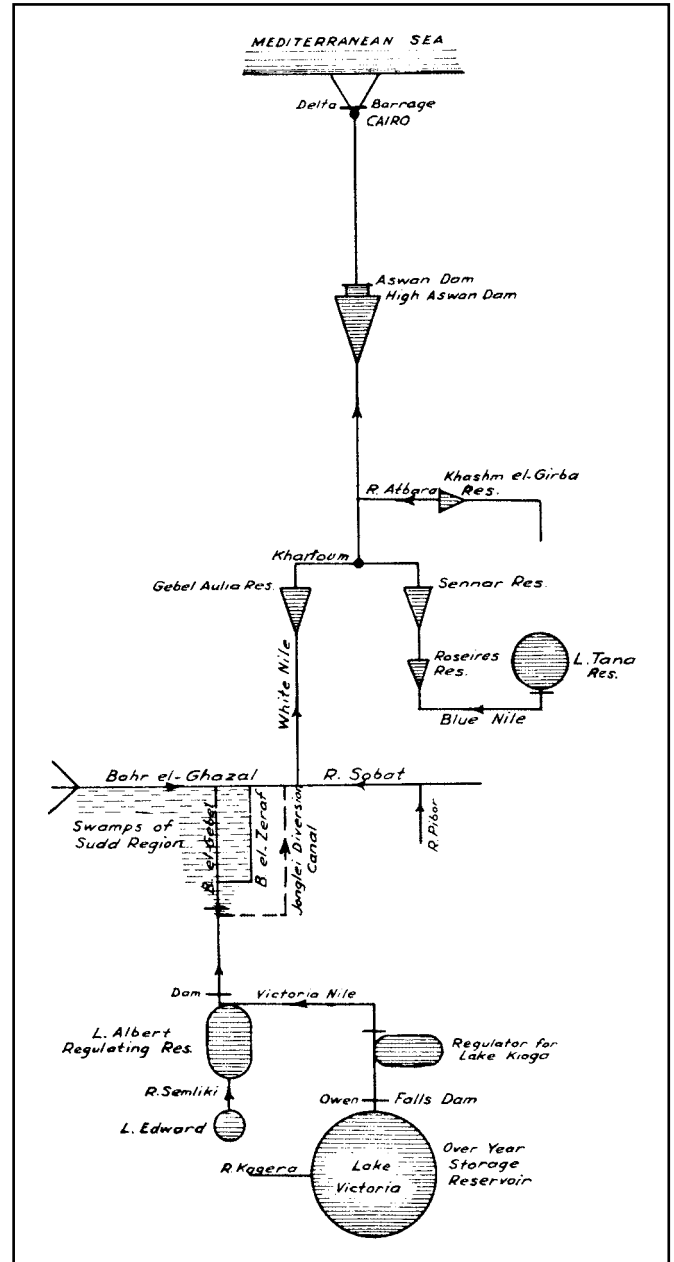 MEDITERRANEAN SEA
Delta Barrage
CAIRO
Aswan Dam
High Aswan Dam
Khashm el-Girba
Res.
R. Atbara
Khartoum
Gebel Aulia Res.
Sennar Res.
White Nile
Roseires
Res.
L. Tana
Res.
Blue Nile
Bohr el-Ghazal
R. Sobat
Swamps of
Sudd Region
B. el-Gebel
B el-Zeraf
Jonglei Diversion
Canal
R. Pibor
Dam
Victoria Nile
L. Albert
Regulating Res.
Regulator for
Lake Kioga
R. Semliki
Owen Falls Dam
L. Edward
R. Kagera
Lake
Victoria
Over Year
Storage
Reservoir